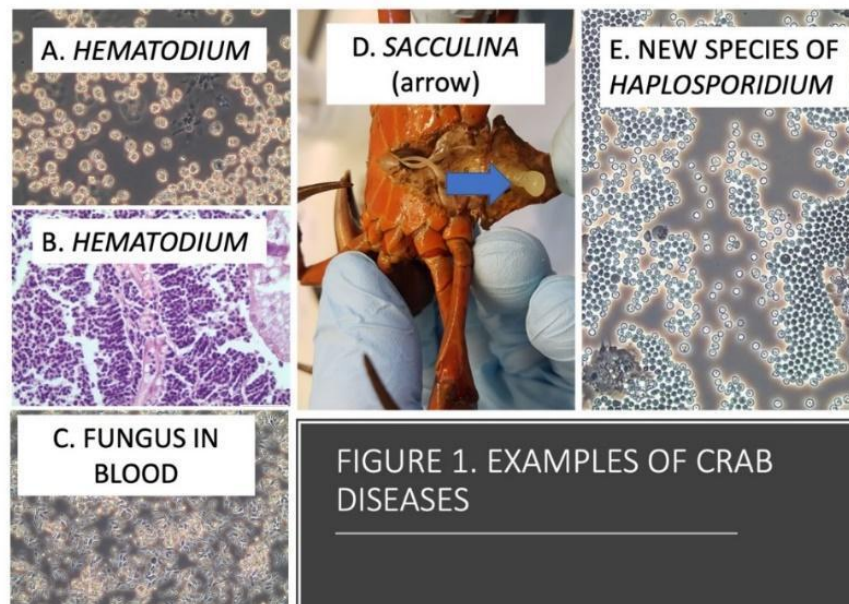 A. HEMATODIUM
B. HEMATODIUM
C. FUNGUS IN
BLOOD
D. SACCULINA
(arrow)
E. NEW SPECIES OF
HAPLOSPORIDIUM
FIGURE 1. EXAMPLES OF CRAB
DISEASES